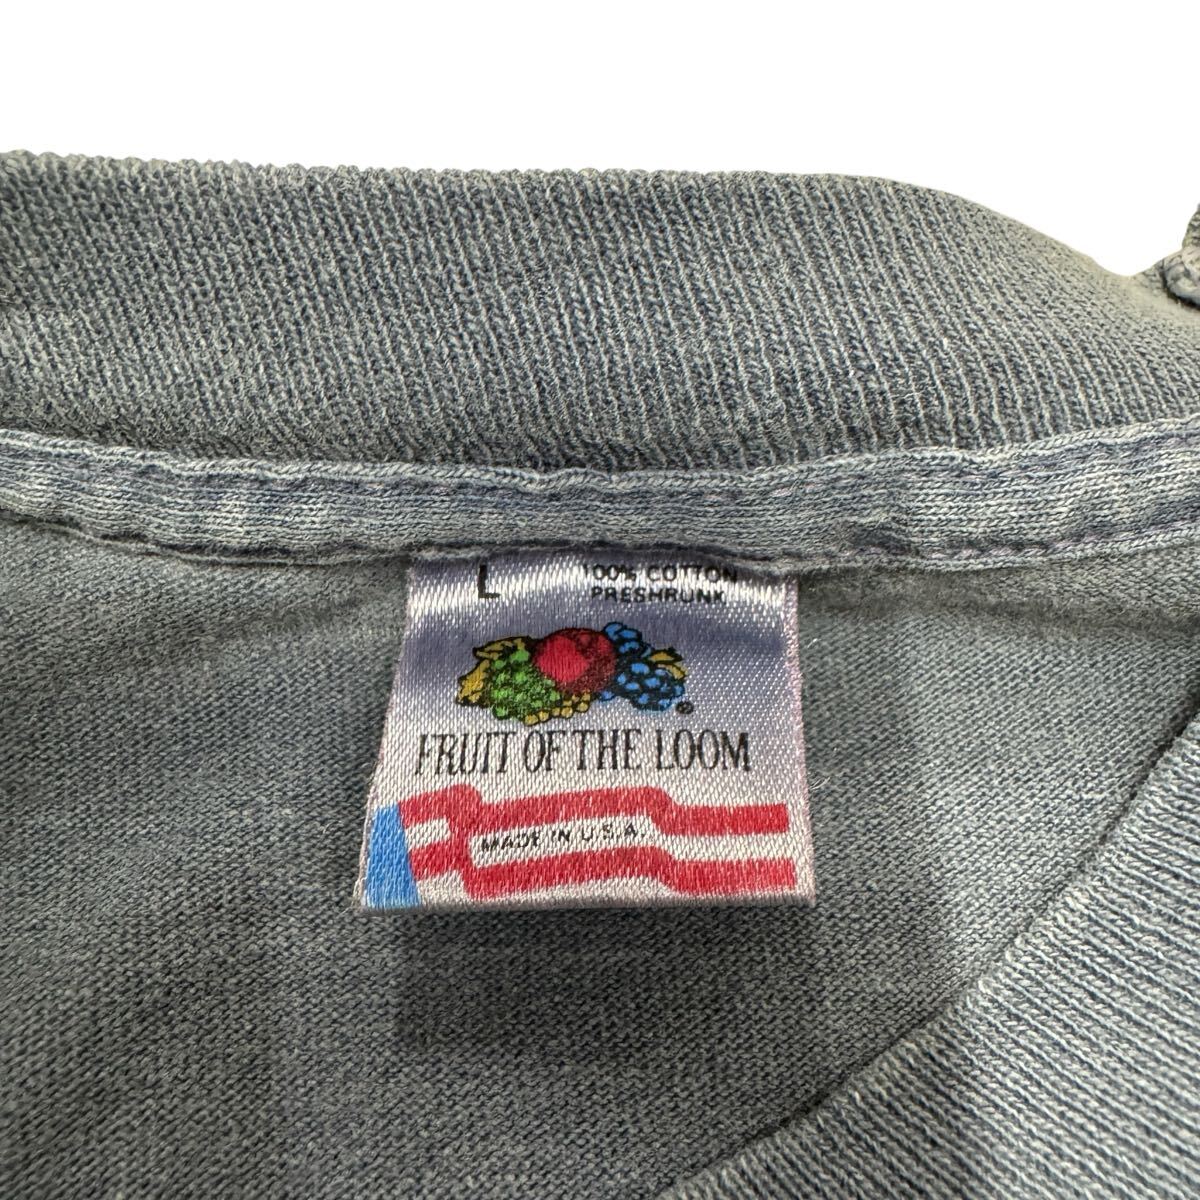 L
100% COTTON
PRESHRUNK
®
FRUIT OF THE LOOM
MADE IN U.S.A.